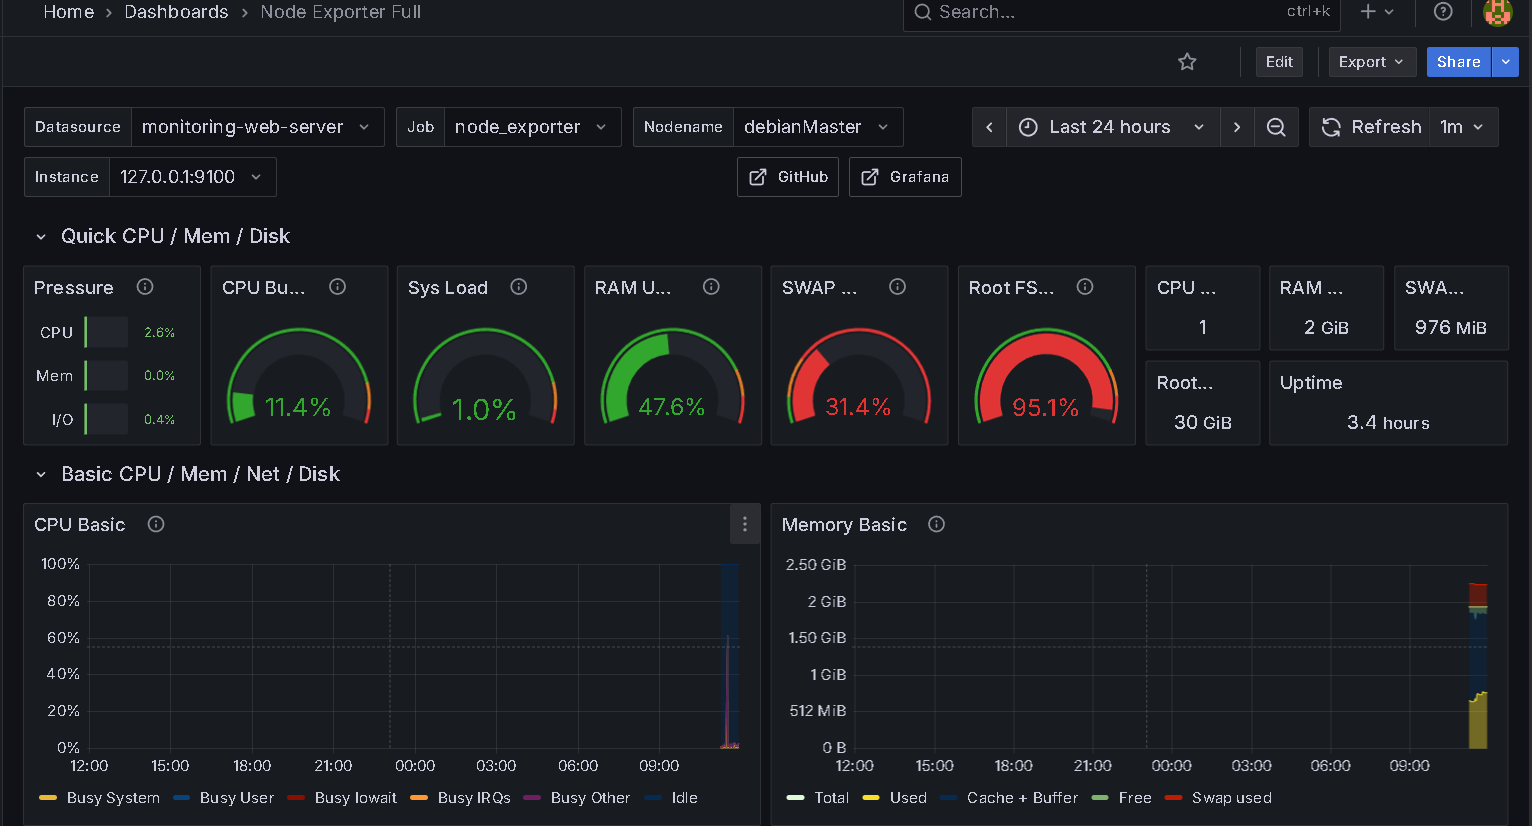 Home > Dashboards > Node Exporter Full
Search... ctrl+k
Edit Export Share
Datasource monitoring-web-server Job node_exporter Nodename debianMaster Last 24 hours Refresh 1m
Instance 127.0.0.1:9100 GitHub Grafana
Quick CPU / Mem / Disk
Pressure
CPU 2.6%
Mem 0.0%
I/O 0.4%
CPU Bu...
11.4%
Sys Load
1.0%
RAM U...
47.6%
SWAP ...
31.4%
Root FS...
95.1%
CPU ...
1
RAM ...
2 GiB
SWA...
976 MiB
Root...
30 GiB
Uptime
3.4 hours
Basic CPU / Mem / Net / Disk
CPU Basic
100%
80%
60%
40%
20%
0%
12:00 15:00 18:00 21:00 00:00 03:00 06:00 09:00
Busy System Busy User Busy Iowait Busy IRQs Busy Other Idle
Memory Basic
2.50 GiB
2 GiB
1.50 GiB
1 GiB
512 MiB
0 B
12:00 15:00 18:00 21:00 00:00 03:00 06:00 09:00
Total Used Cache + Buffer Free Swap used